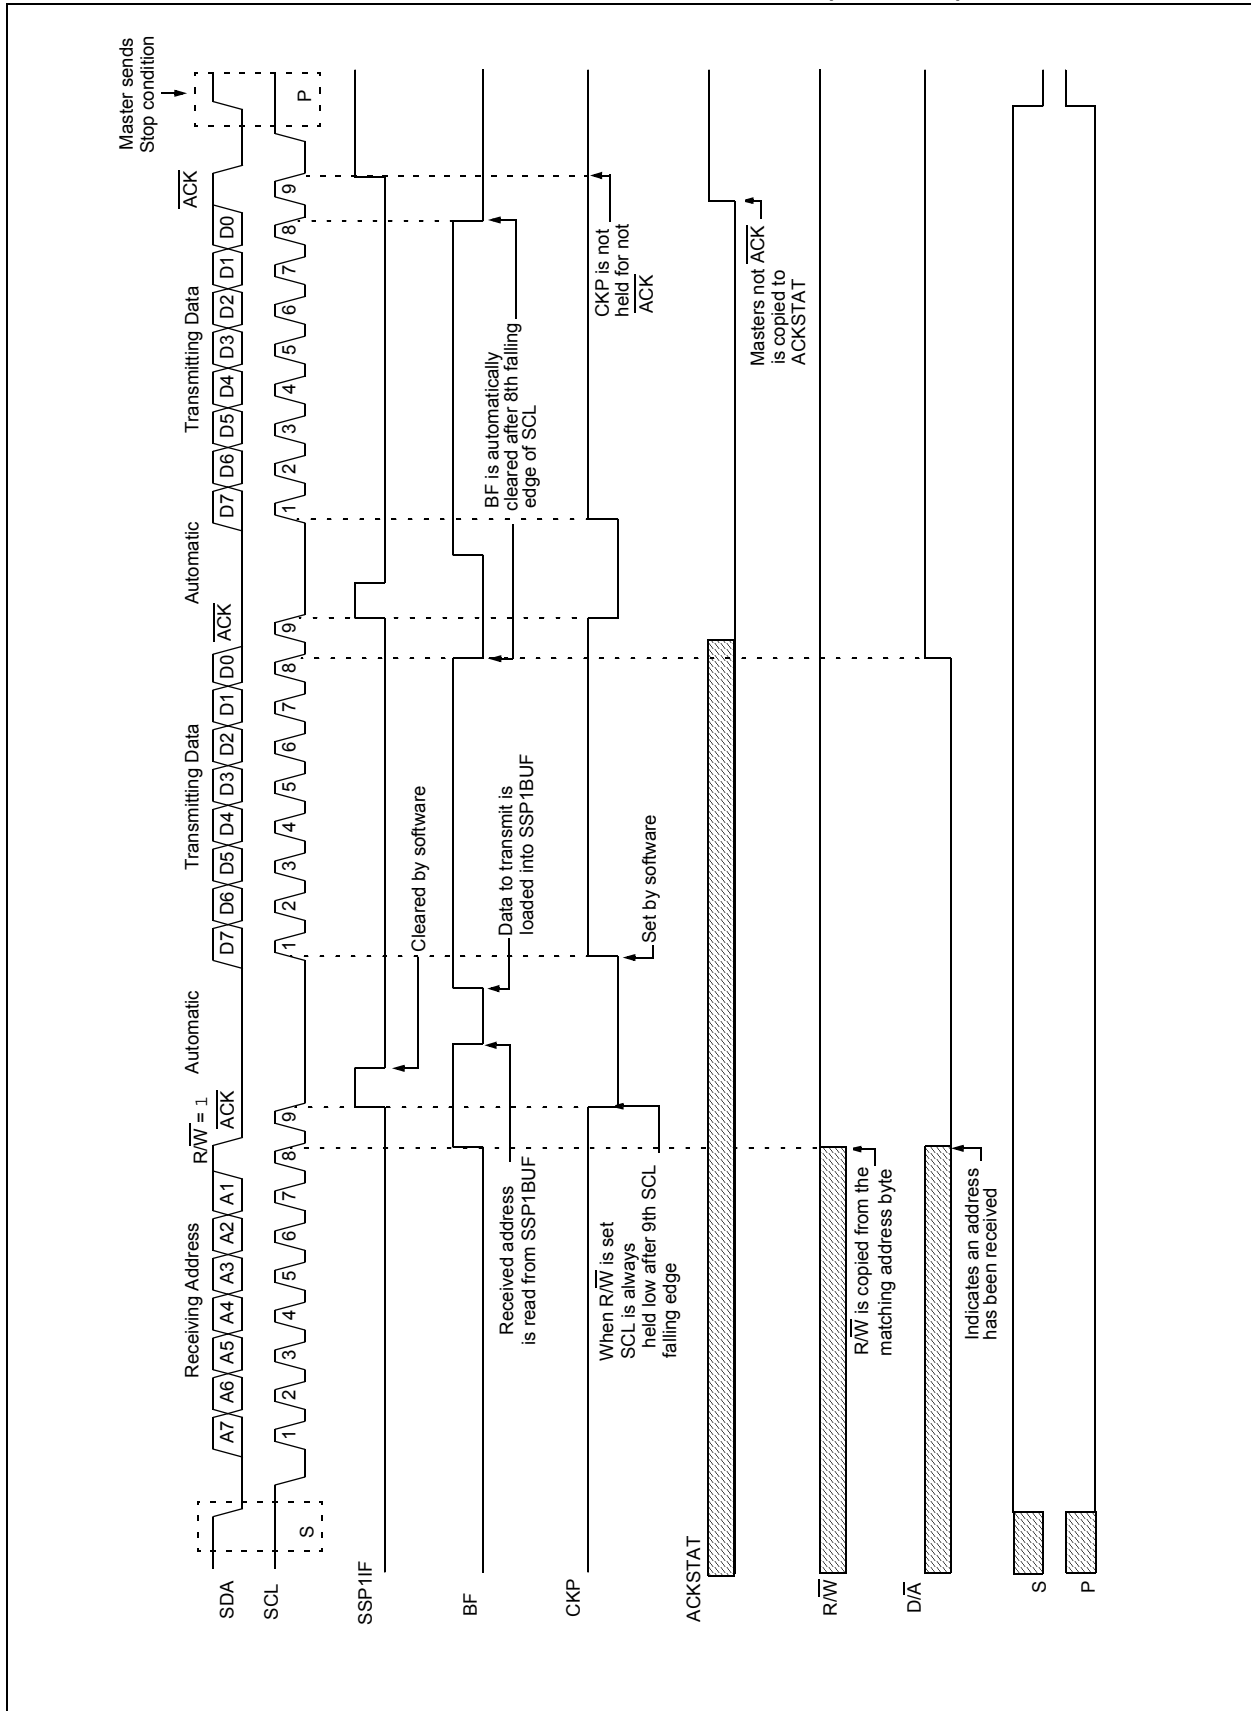 Master sends
Stop condition
Receiving Address
R/W̅ = 1
Automatic
Transmitting Data
Automatic
Transmitting Data
A̅C̅K̅
A̅C̅K̅
A̅C̅K̅
SDA
A7 A6 A5 A4 A3 A2 A1
D7 D6 D5 D4 D3 D2 D1 D0
D7 D6 D5 D4 D3 D2 D1 D0
SCL
S
1 2 3 4 5 6 7 8 9
1 2 3 4 5 6 7 8 9
1 2 3 4 5 6 7 8 9
P
SSP1IF
Cleared by software
BF
Received address
is read from SSP1BUF
Data to transmit is
loaded into SSP1BUF
BF is automatically
cleared after 8th falling
edge of SCL
CKP
When R/W̅ is set
SCL is always
held low after 9th SCL
falling edge
Set by software
CKP is not
held for not
A̅C̅K̅
ACKSTAT
Masters not A̅C̅K̅
is copied to
ACKSTAT
R/W̅
R/W̅ is copied from the
matching address byte
D/A̅
Indicates an address
has been received
S
P